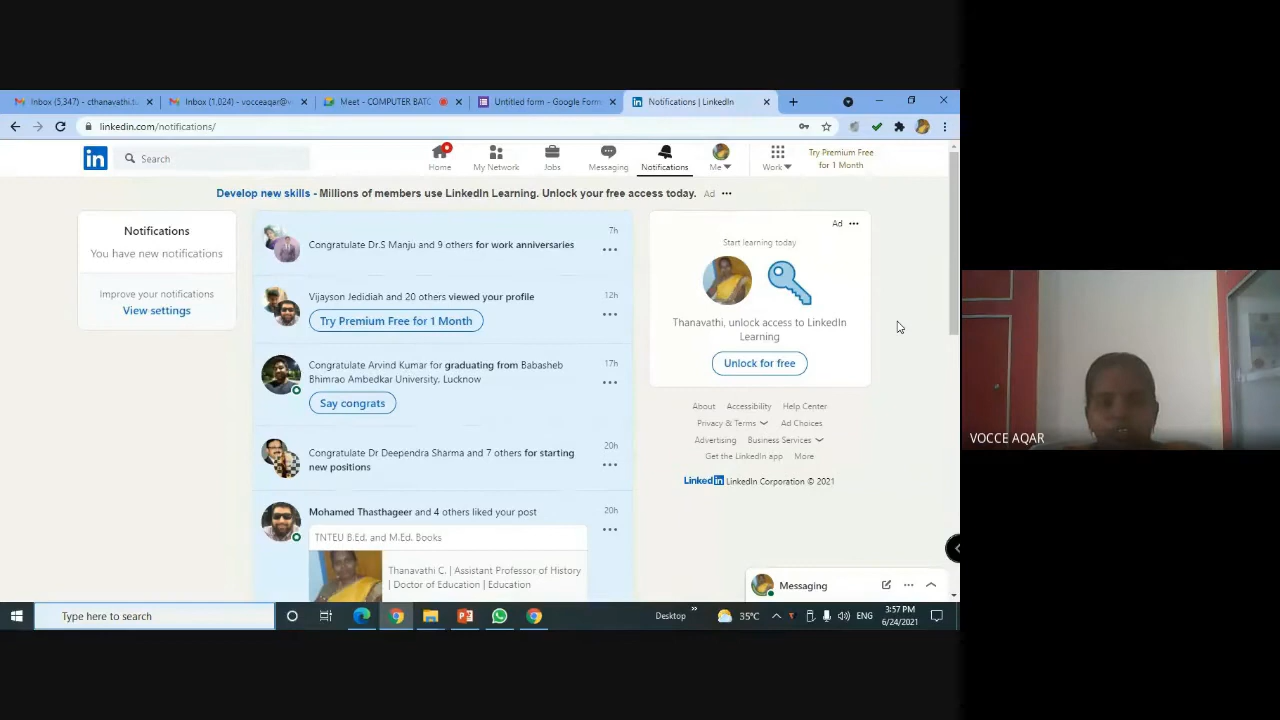 Inbox (5,347) - cthanavathi.t
Inbox (1,024) - vocceaqar@
Meet - COMPUTER BATC
Untitled form - Google Form
Notifications | LinkedIn
linkedin.com/notifications/
in
Search
Home
My Network
Jobs
Messaging
Notifications
Me
Work
Try Premium Free
for 1 Month
Develop new skills - Millions of members use LinkedIn Learning. Unlock your free access today. Ad
Notifications
You have new notifications
Improve your notifications
View settings
Congratulate Dr.S Manju and 9 others for work anniversaries
7h
Vijayson Jedidiah and 20 others viewed your profile
12h
Try Premium Free for 1 Month
Congratulate Arvind Kumar for graduating from Babasheb
Bhimrao Ambedkar University, Lucknow
17h
Say congrats
Congratulate Dr Deependra Sharma and 7 others for starting
new positions
20h
Mohamed Thasthageer and 4 others liked your post
20h
TNTEU B.Ed. and M.Ed. Books
Thanavathi C. | Assistant Professor of History
| Doctor of Education | Education
Ad
Start learning today
Thanavathi, unlock access to LinkedIn
Learning
Unlock for free
About Accessibility Help Center
Privacy & Terms Ad Choices
Advertising Business Services
Get the LinkedIn app More
LinkedIn LinkedIn Corporation © 2021
Messaging
VOCCE AQAR
Type here to search
Desktop
35°C
ENG
3:57 PM
6/24/2021